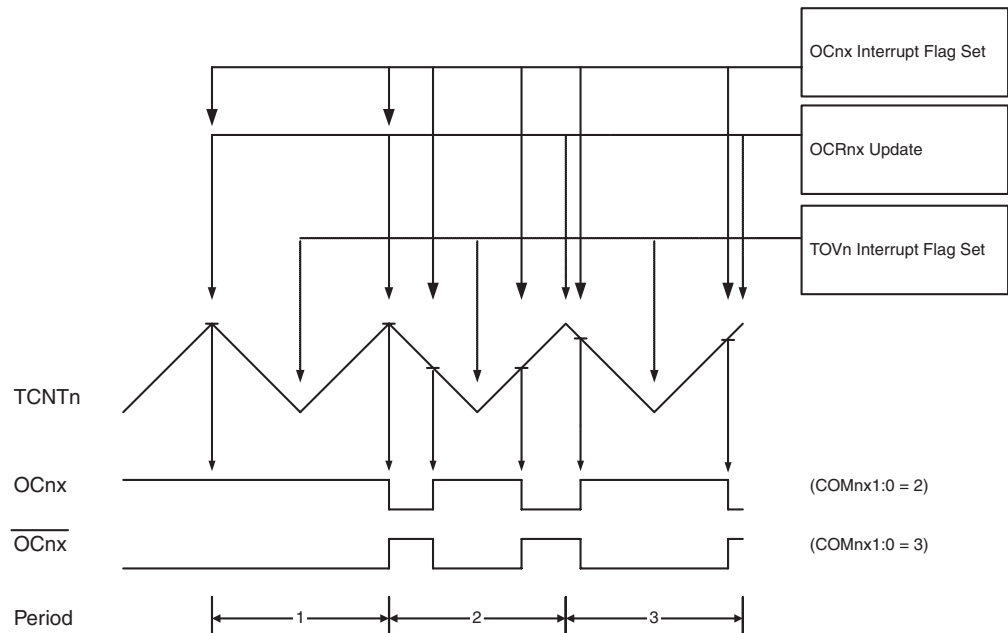 OCnx Interrupt Flag Set
OCRnx Update
TOVn Interrupt Flag Set
TCNTn
OCnx
(COMnx1:0 = 2)
OCnx
(COMnx1:0 = 3)
Period
1
2
3